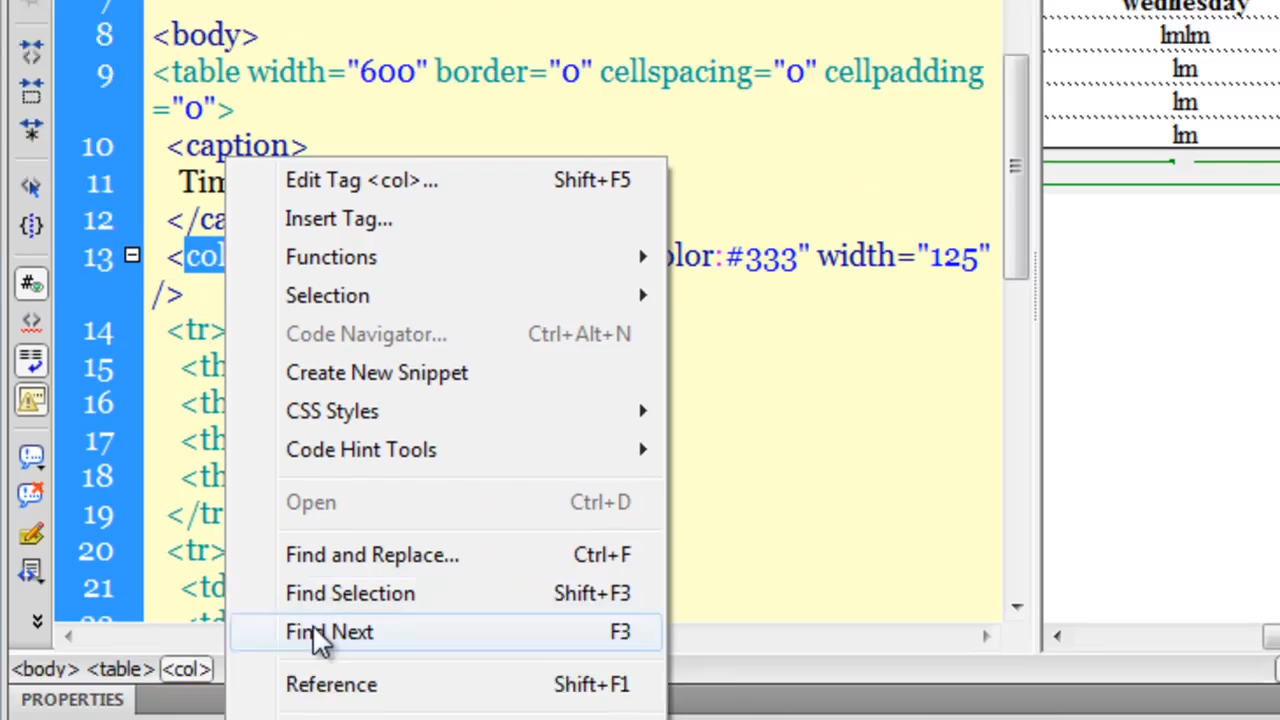 7
8 <body>
9 <table width="600" border="0" cellspacing="0" cellpadding
="0">
10 <caption>
11 Tim
12 </ca
13 <col olor:#333" width="125"
/>
14 <tr>
15 <th
16 <th
17 <th
18 <th
19 </tr
20 <tr>
21 <td
Edit Tag <col>... Shift+F5
Insert Tag...
Functions
Selection
Code Navigator... Ctrl+Alt+N
Create New Snippet
CSS Styles
Code Hint Tools
Open Ctrl+D
Find and Replace... Ctrl+F
Find Selection Shift+F3
Find Next F3
Reference Shift+F1
Wednesday
lmlm
lm
lm
lm
<body> <table> <col>
PROPERTIES